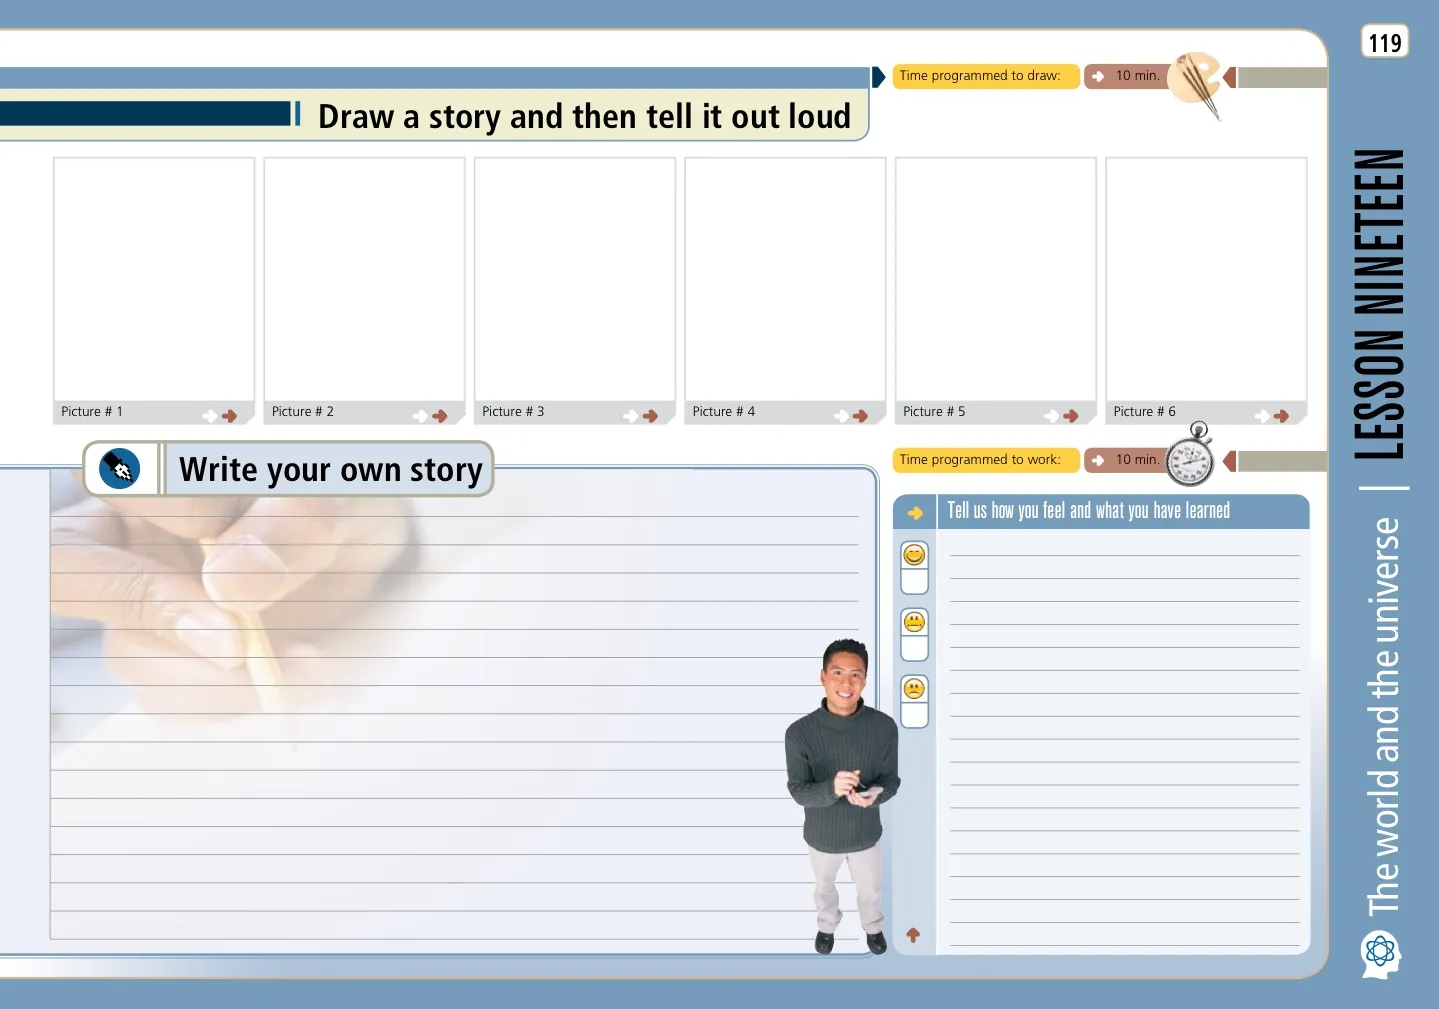 119
Time programmed to draw:
10 min.
Draw a story and then tell it out loud
Picture # 1
Picture # 2
Picture # 3
Picture # 4
Picture # 5
Picture # 6
Write your own story
Time programmed to work:
10 min.
Tell us how you feel and what you have learned
The world and the universe | LESSON NINETEEN